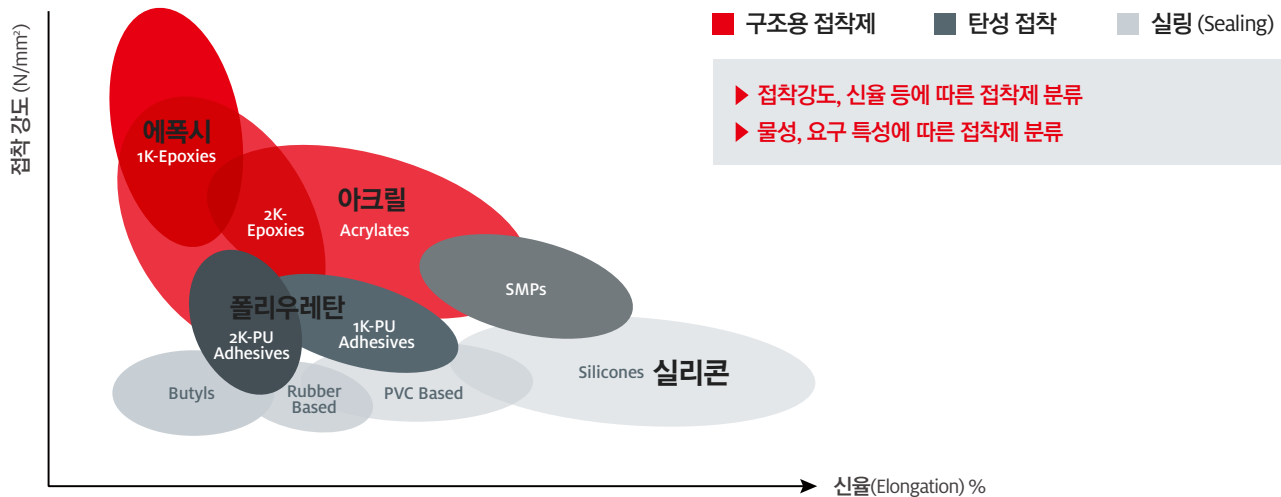 접착 강도 (N/mm²)
구조용 접착제
탄성 접착
실링 (Sealing)
▶ 접착강도, 신율 등에 따른 접착제 분류
▶ 물성, 요구 특성에 따른 접착제 분류
에폭시
1K-Epoxies
2K-
Epoxies
아크릴
Acrylates
SMPs
폴리우레탄
2K-PU
Adhesives
1K-PU
Adhesives
Butyls
Rubber
Based
PVC Based
Silicones 실리콘
신율(Elongation) %